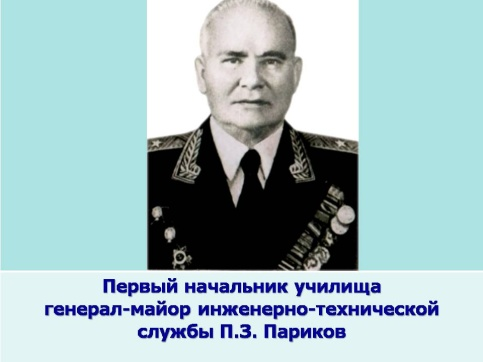 Первый начальник училища
генерал-майор инженерно-технической
службы П.З. Париков